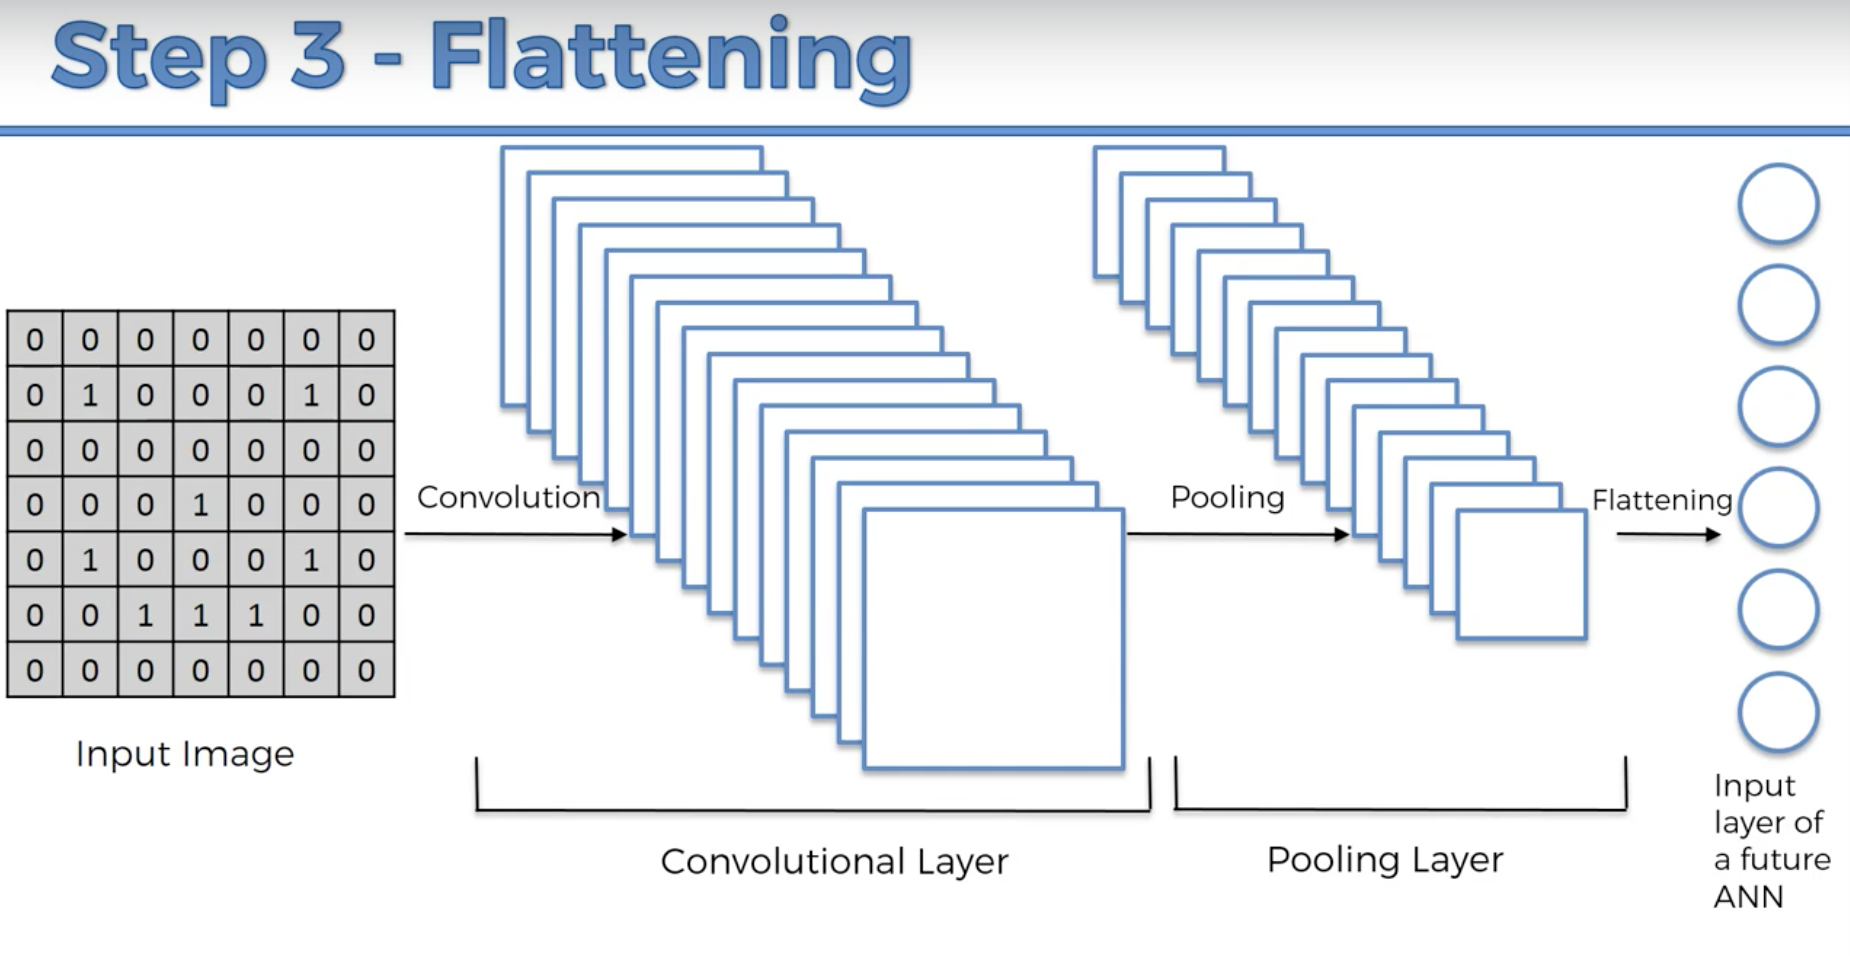 Step 3 - Flattening
0 0 0 0 0 0 0
0 1 0 0 0 1 0
0 0 0 0 0 0 0
0 0 0 1 0 0 0
0 1 0 0 0 1 0
0 0 1 1 1 0 0
0 0 0 0 0 0 0
Input Image
Convolution
Convolutional Layer
Pooling
Pooling Layer
Flattening
Input
layer of
a future
ANN